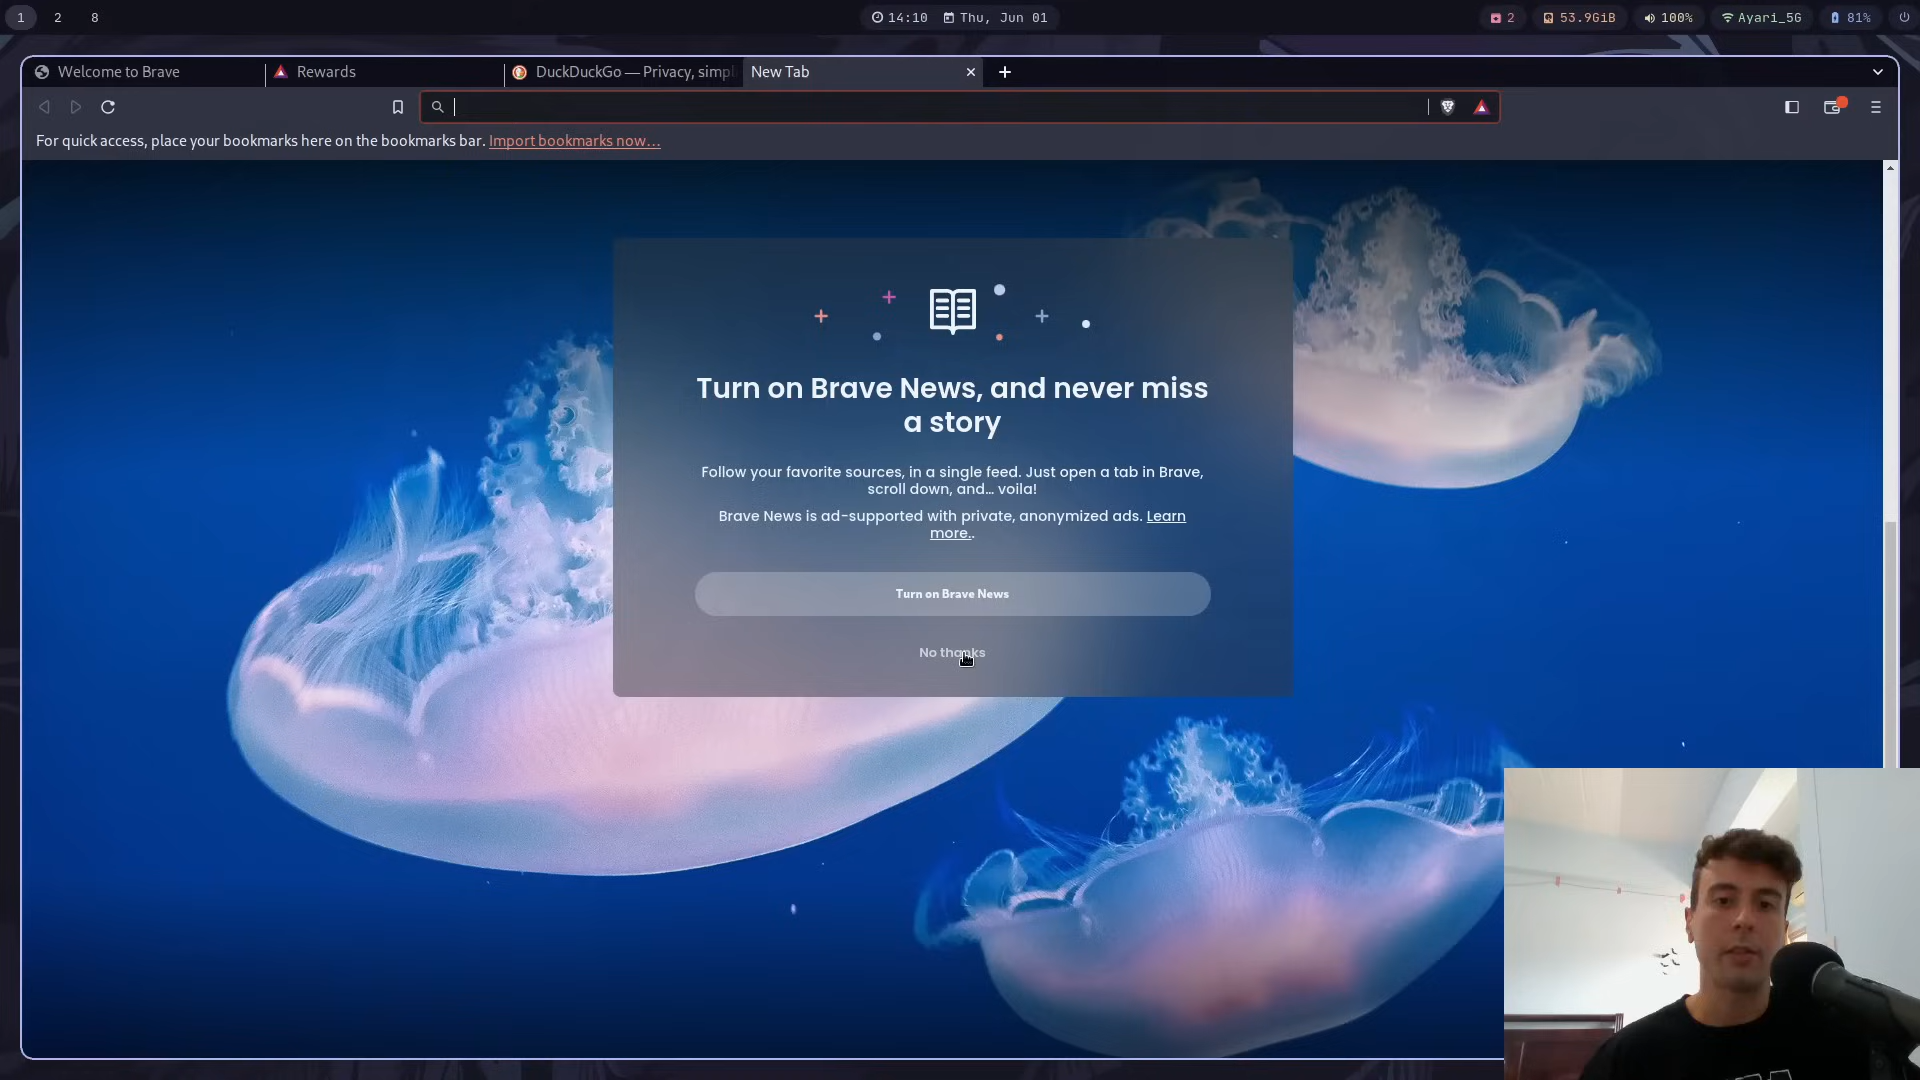 1 2 8 14:10 Thu, Jun 01 2 53.9GiB 100% Ayari_5G 81%
Welcome to Brave Rewards DuckDuckGo — Privacy, simpl New Tab
For quick access, place your bookmarks here on the bookmarks bar. Import bookmarks now…
Turn on Brave News, and never miss
a story
Follow your favorite sources, in a single feed. Just open a tab in Brave,
scroll down, and… voila!
Brave News is ad-supported with private, anonymized ads. Learn
more..
Turn on Brave News
No thanks